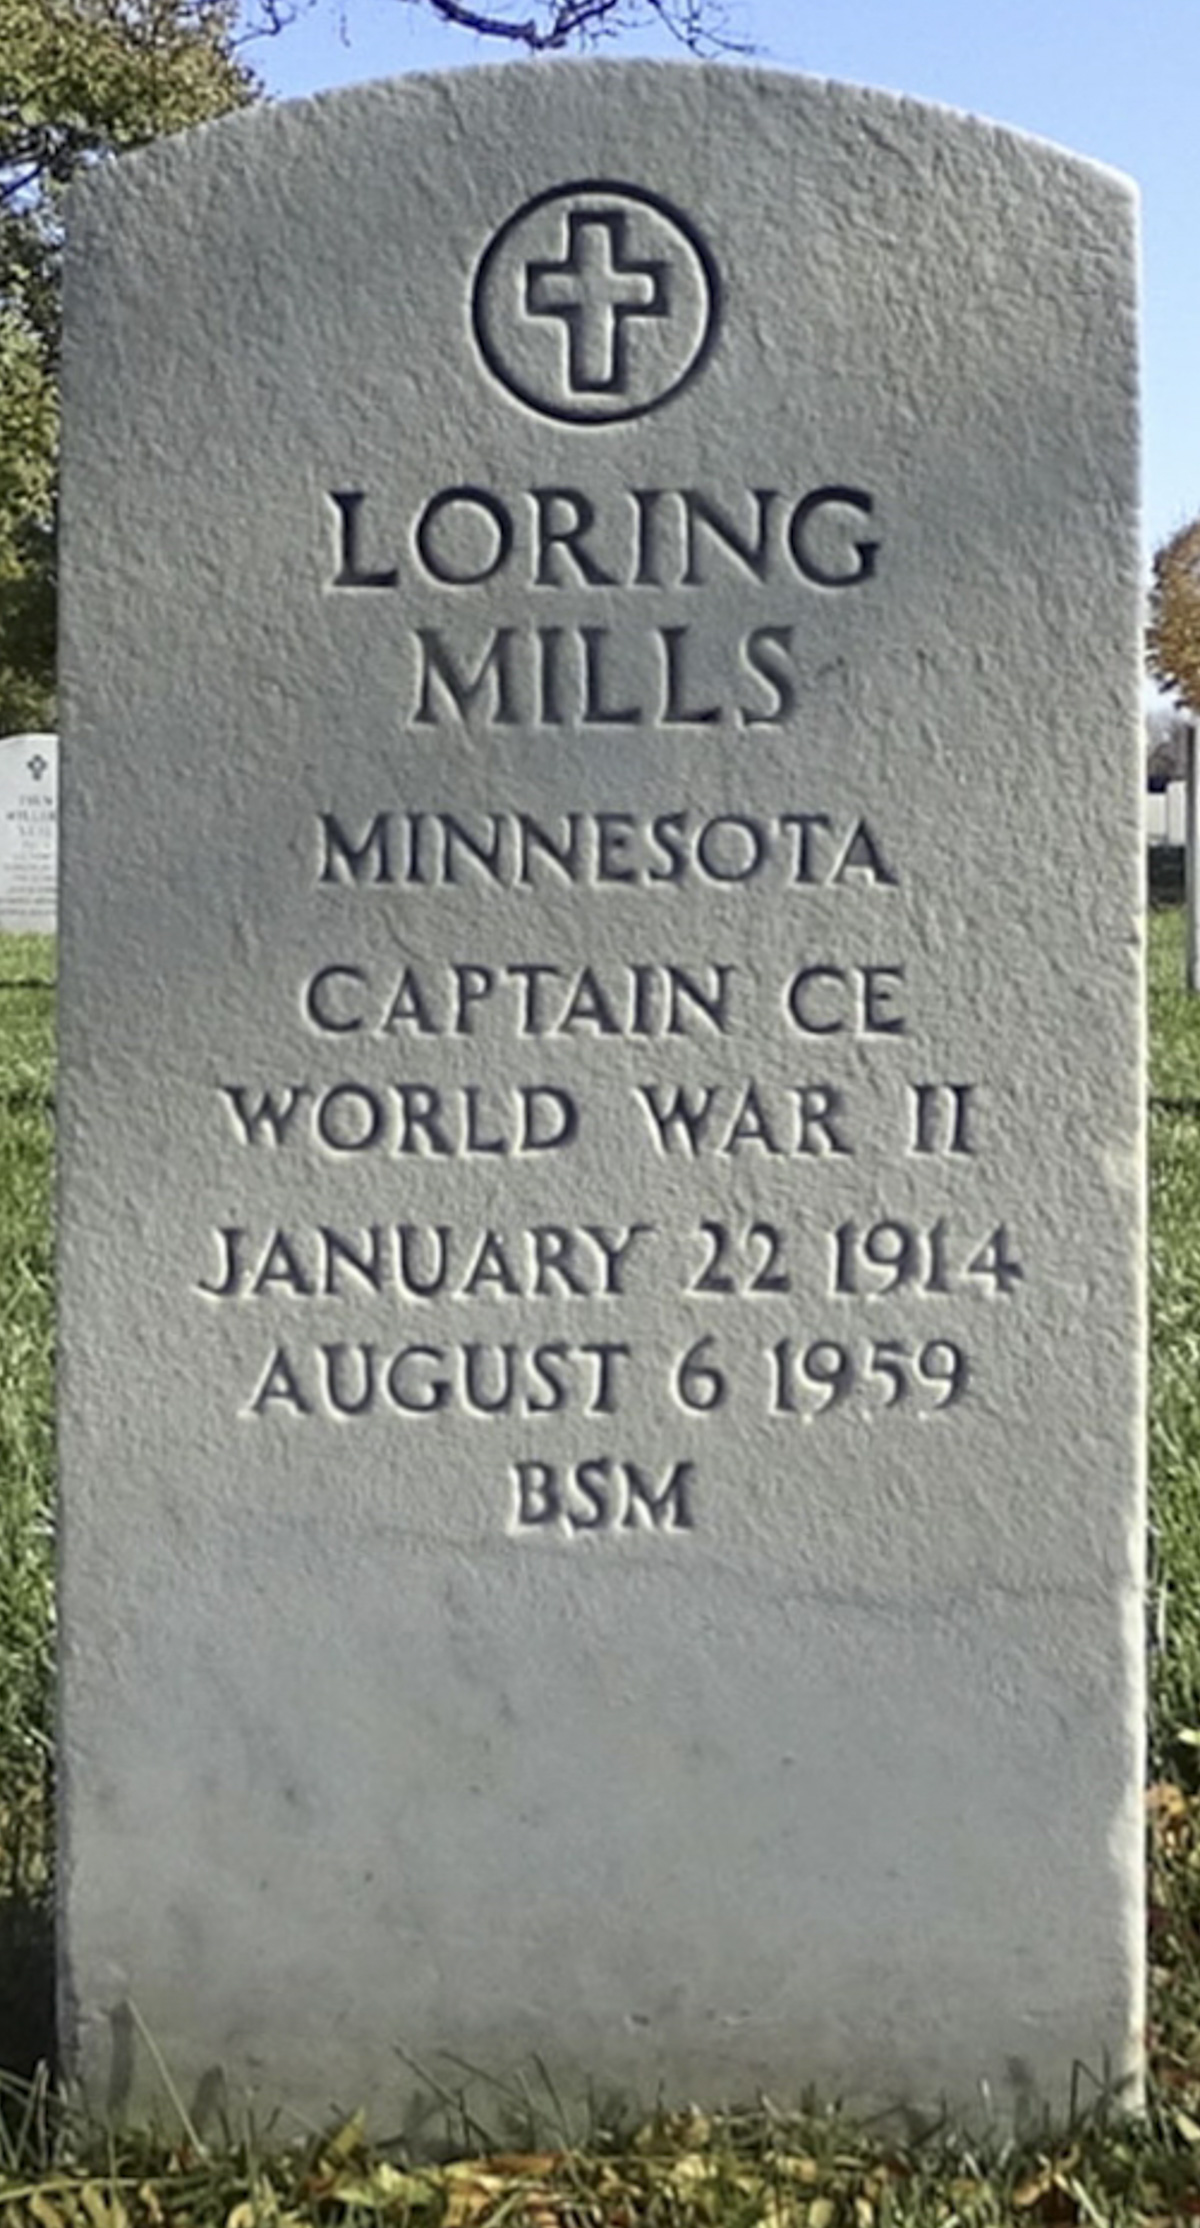 LORING
MILLS
MINNESOTA
CAPTAIN CE
WORLD WAR II
JANUARY 22 1914
AUGUST 6 1959
BSM